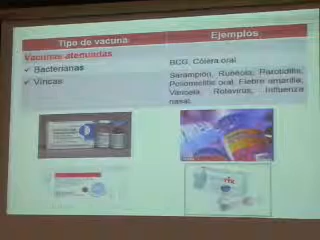 Tipo de vacuna
Ejemplos
Vacunas atenuadas
✓ Bacterianas
BCG, Cólera oral
✓ Víricas
Sarampión, Rubéola, Parotiditis,
Poliomielitis oral, Fiebre amarilla,
Varicela, Rotavirus, Influenza
nasal.